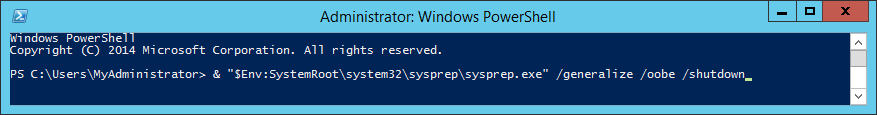 Administrator: Windows PowerShell
Windows PowerShell
Copyright (C) 2014 Microsoft Corporation. All rights reserved.
PS C:\Users\MyAdministrator> & "$Env:SystemRoot\system32\sysprep\sysprep.exe" /generalize /oobe /shutdown